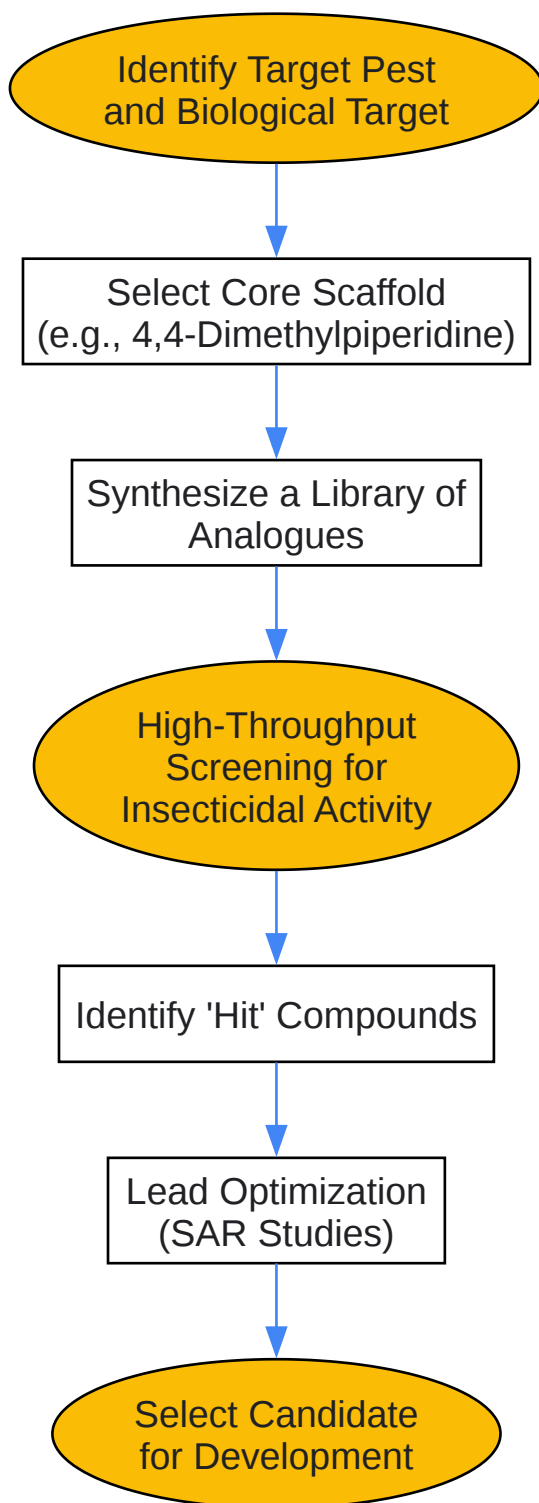 Identify Target Pest
and Biological Target
Select Core Scaffold
(e.g., 4,4-Dimethylpiperidine)
Synthesize a Library of
Analogues
High-Throughput
Screening for
Insecticidal Activity
Identify 'Hit' Compounds
Lead Optimization
(SAR Studies)
Select Candidate
for Development